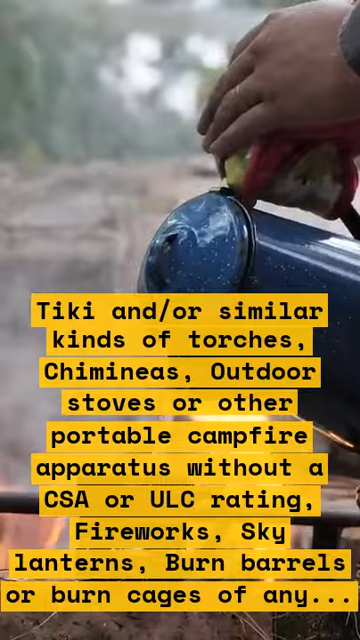 Tiki and/or similar
kinds of torches,
Chimineas, Outdoor
stoves or other
portable campfire
apparatus without a
CSA or ULC rating,
Fireworks, Sky
lanterns, Burn barrels
or burn cages of any...